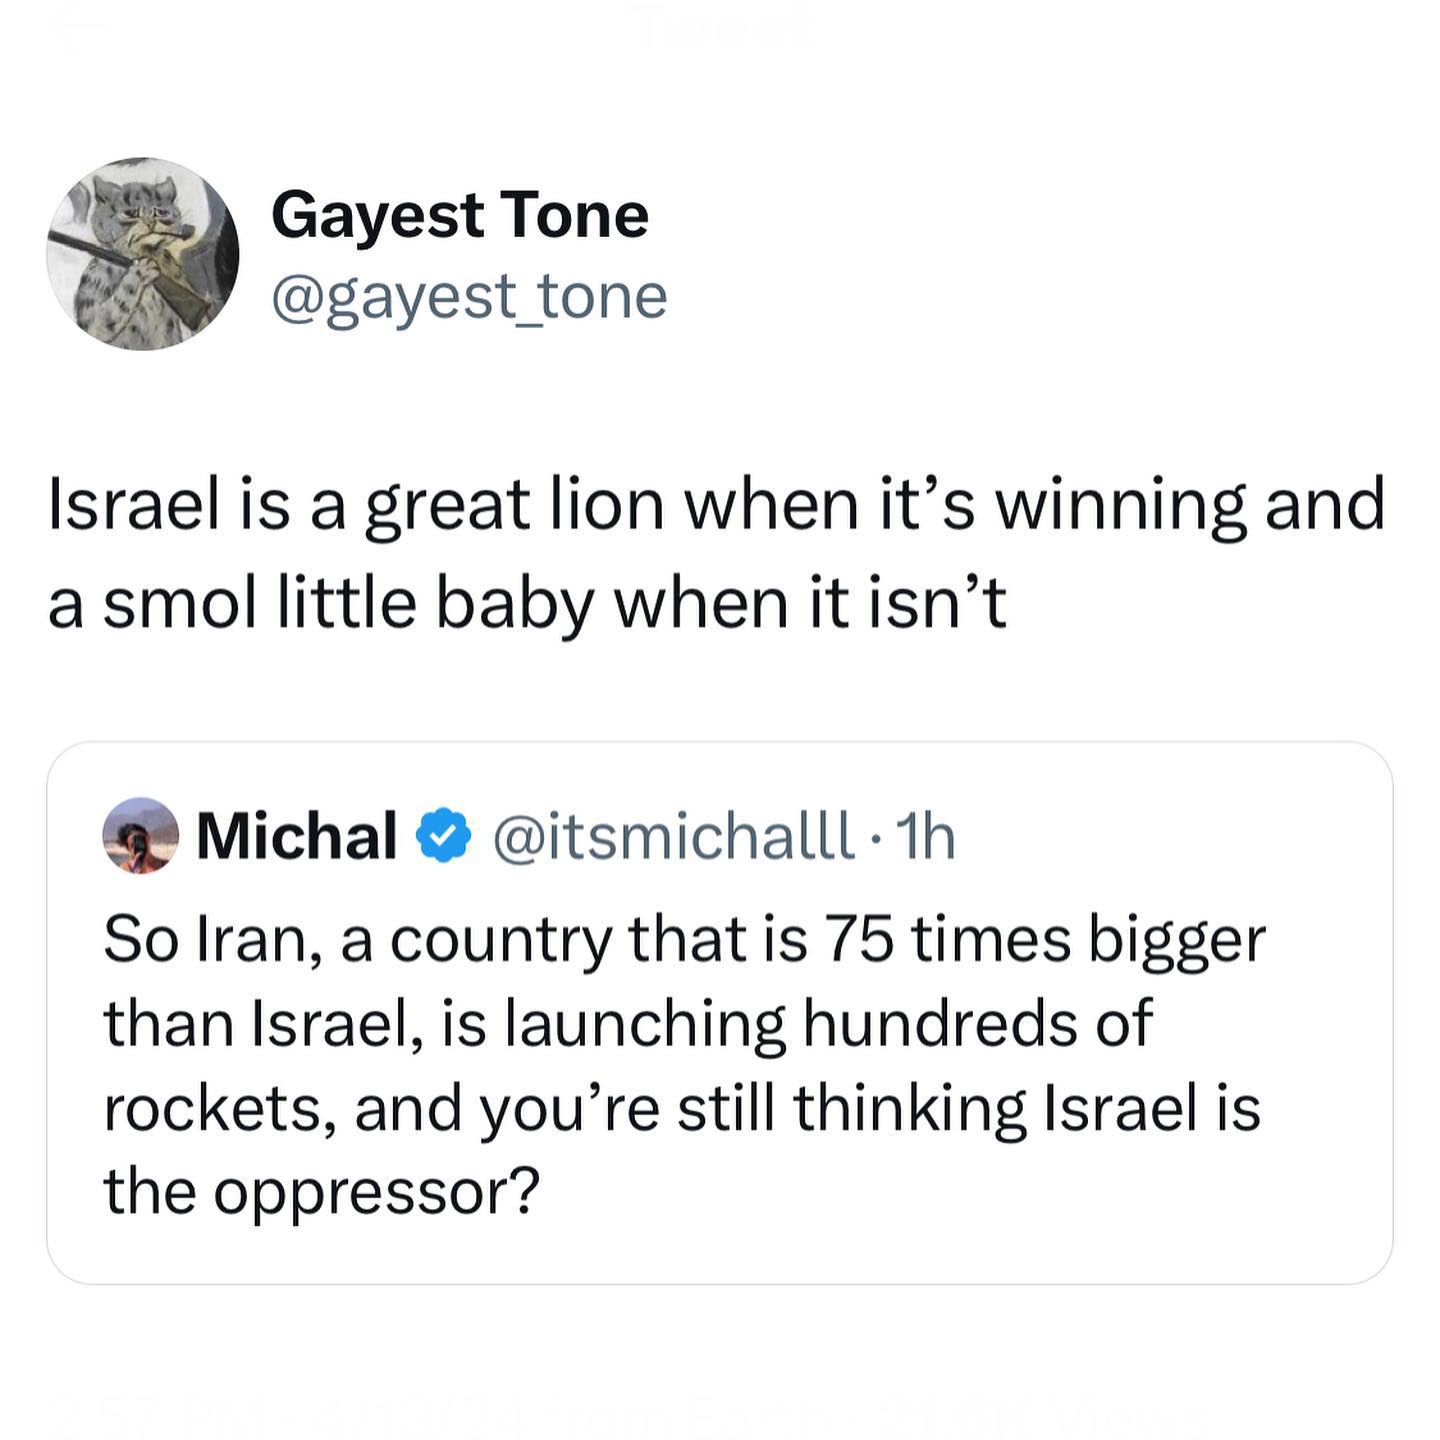 Gayest Tone
@gayest_tone
Israel is a great lion when it’s winning and
a smol little baby when it isn’t
Michal @itsmichalll · 1h
So Iran, a country that is 75 times bigger
than Israel, is launching hundreds of
rockets, and you’re still thinking Israel is
the oppressor?